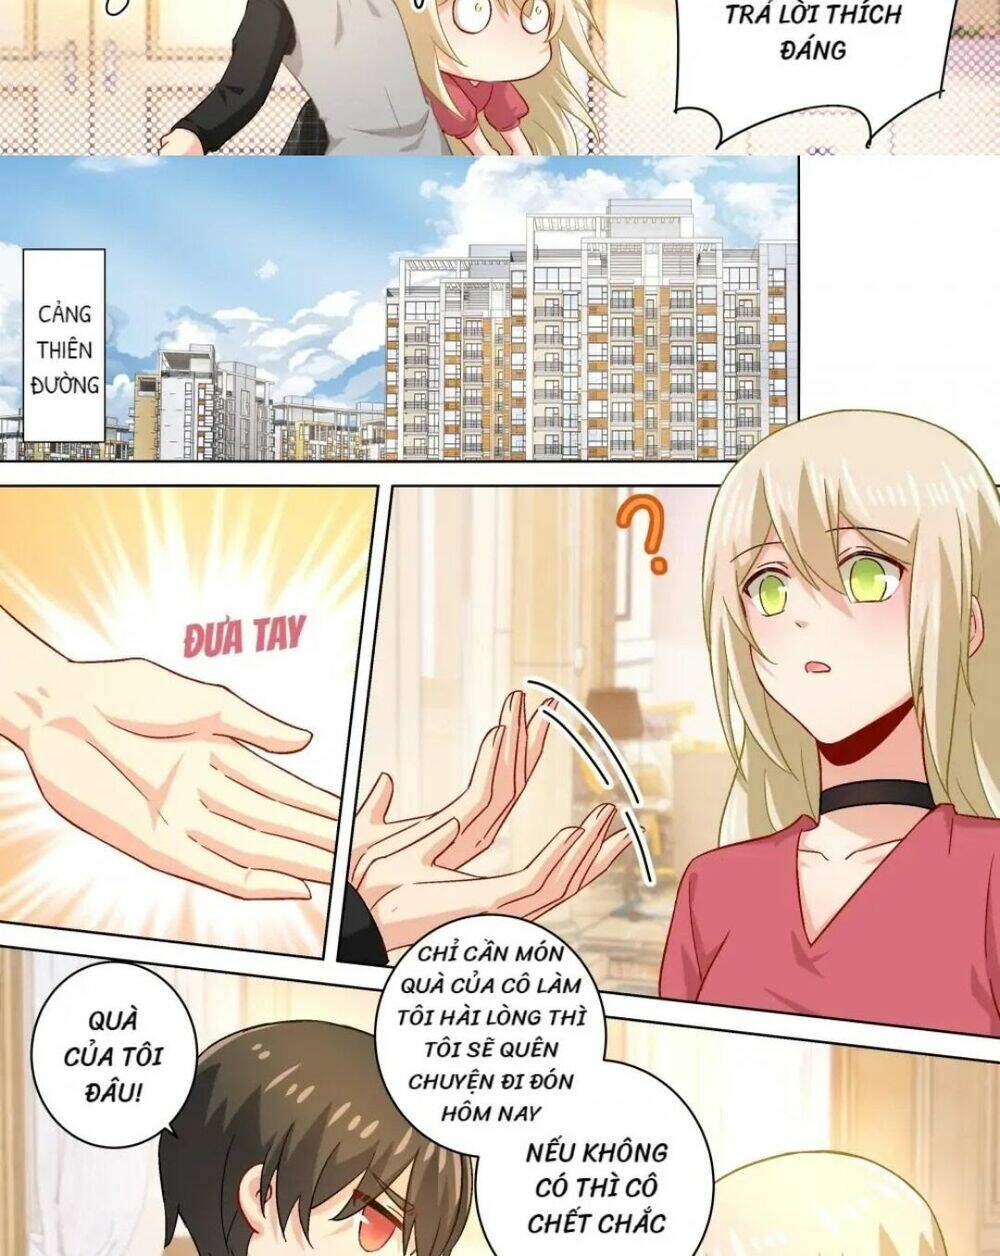 TRẢ LỜI THÍCH
ĐÁNG
CẢNG
THIÊN
ĐƯỜNG
ĐƯA TAY
?
QUÀ
CỦA TÔI
ĐÂU!
CHỈ CẦN MÓN
QUÀ CỦA CÔ LÀM
TÔI HÀI LÒNG THÌ
TÔI SẼ QUÊN
CHUYỆN ĐI ĐÓN
HÔM NAY
NẾU KHÔNG
CÓ THÌ CÔ
CHẾT CHẮC